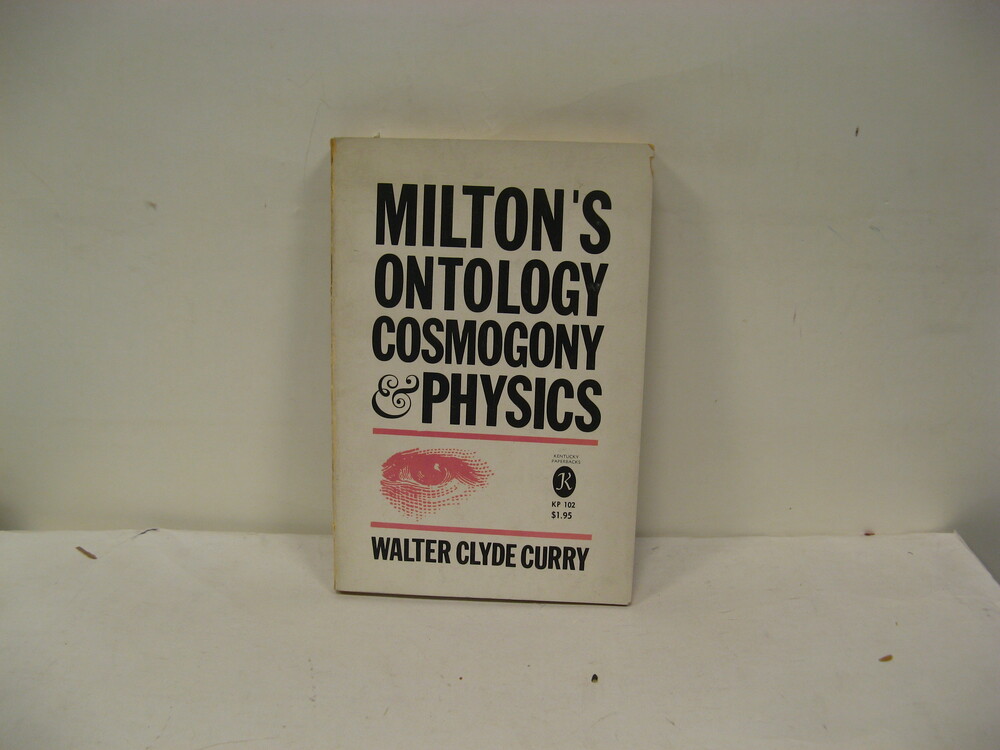 MILTON'S
ONTOLOGY
COSMOGONY
& PHYSICS
KENTUCKY
PAPERBACKS
K
KP 102
$1.95
WALTER CLYDE CURRY